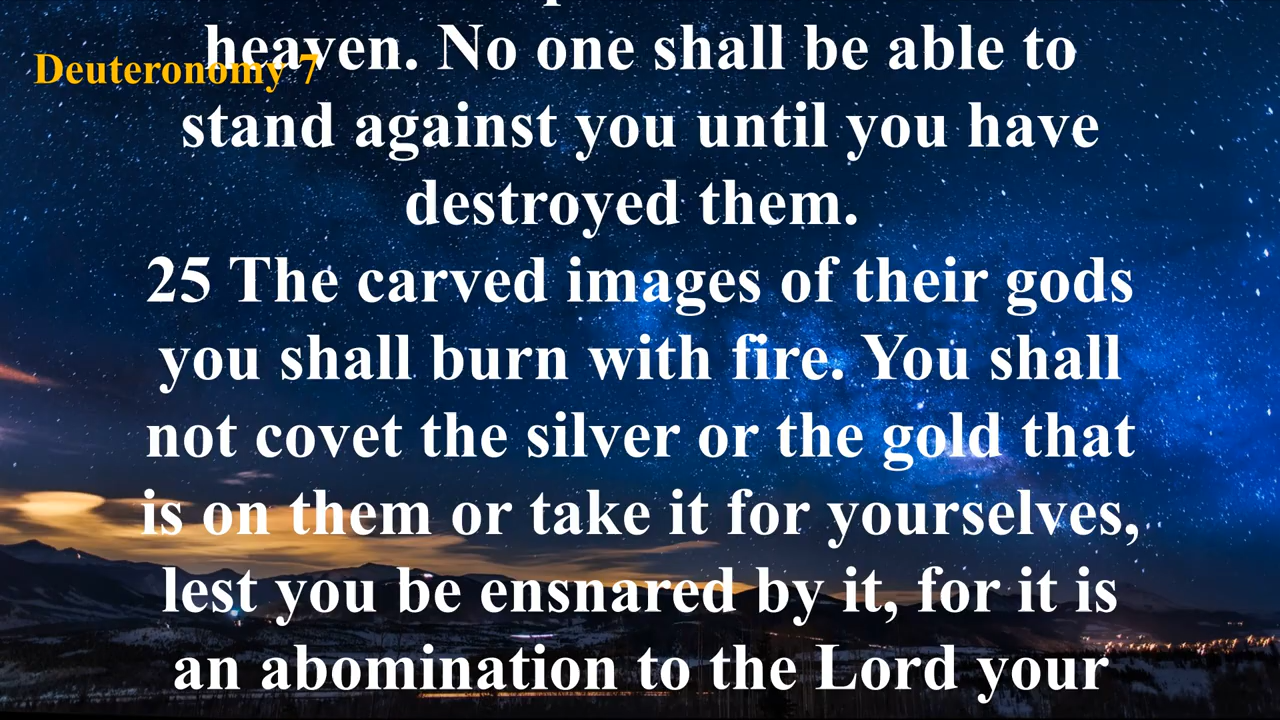 heaven. No one shall be able to
Deuteronomy 7
stand against you until you have
destroyed them.
25 The carved images of their gods
you shall burn with fire. You shall
not covet the silver or the gold that
is on them or take it for yourselves,
lest you be ensnared by it, for it is
an abomination to the Lord your